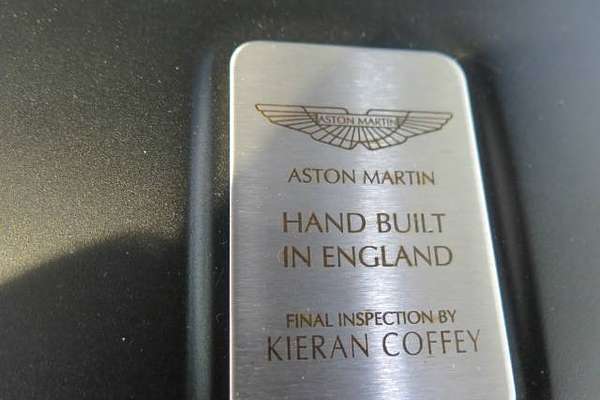 ASTON MARTIN
ASTON MARTIN
HAND BUILT
IN ENGLAND
FINAL INSPECTION BY
KIERAN COFFEY